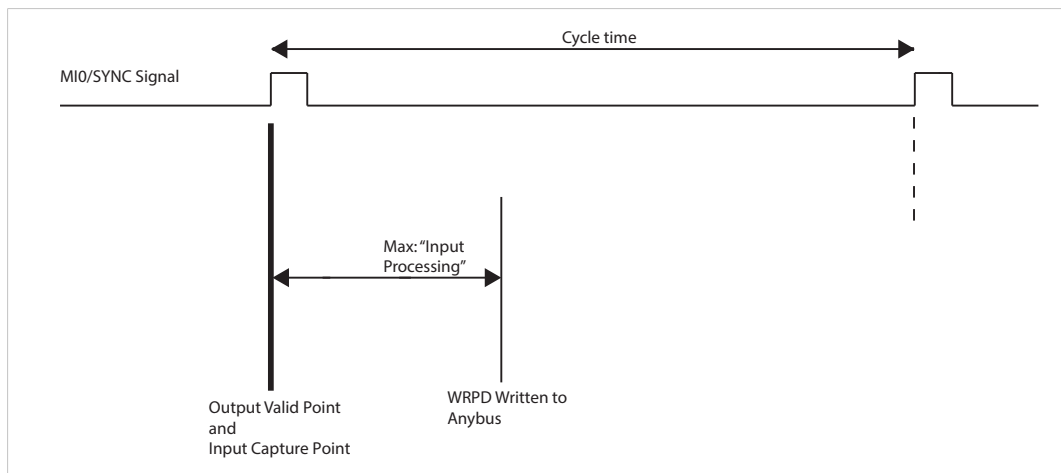 Cycle time
MI0/SYNC Signal
Max: “Input
Processing”
Output Valid Point
and
Input Capture Point
WRPD Written to
Anybus